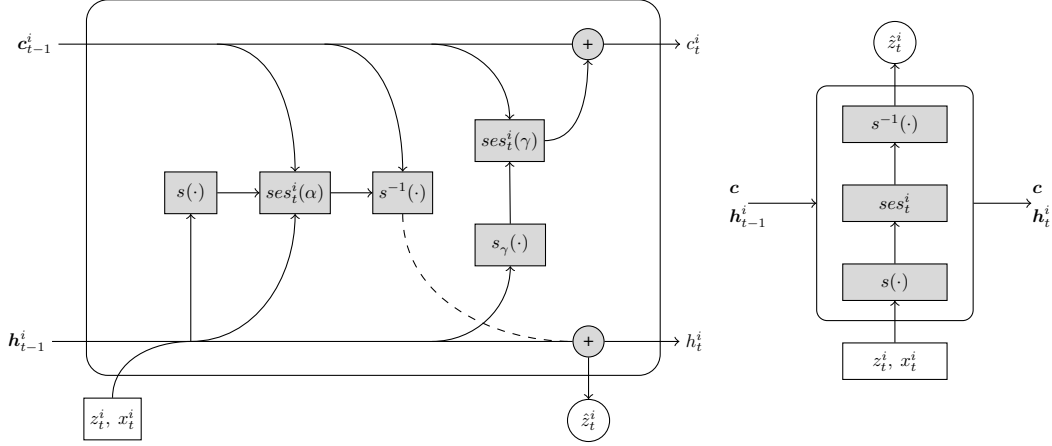 c^i_{t-1}
+
c^i_t
ses^i_t(γ)
s(·)
ses^i_t(α)
s^{-1}(·)
s_γ(·)
h^i_{t-1}
+
h^i_t
z^i_t, x^i_t
ẑ^i_t
ẑ^i_t
s^{-1}(·)
c
h^i_{t-1}
ses^i_t
c
h^i_t
s(·)
z^i_t, x^i_t